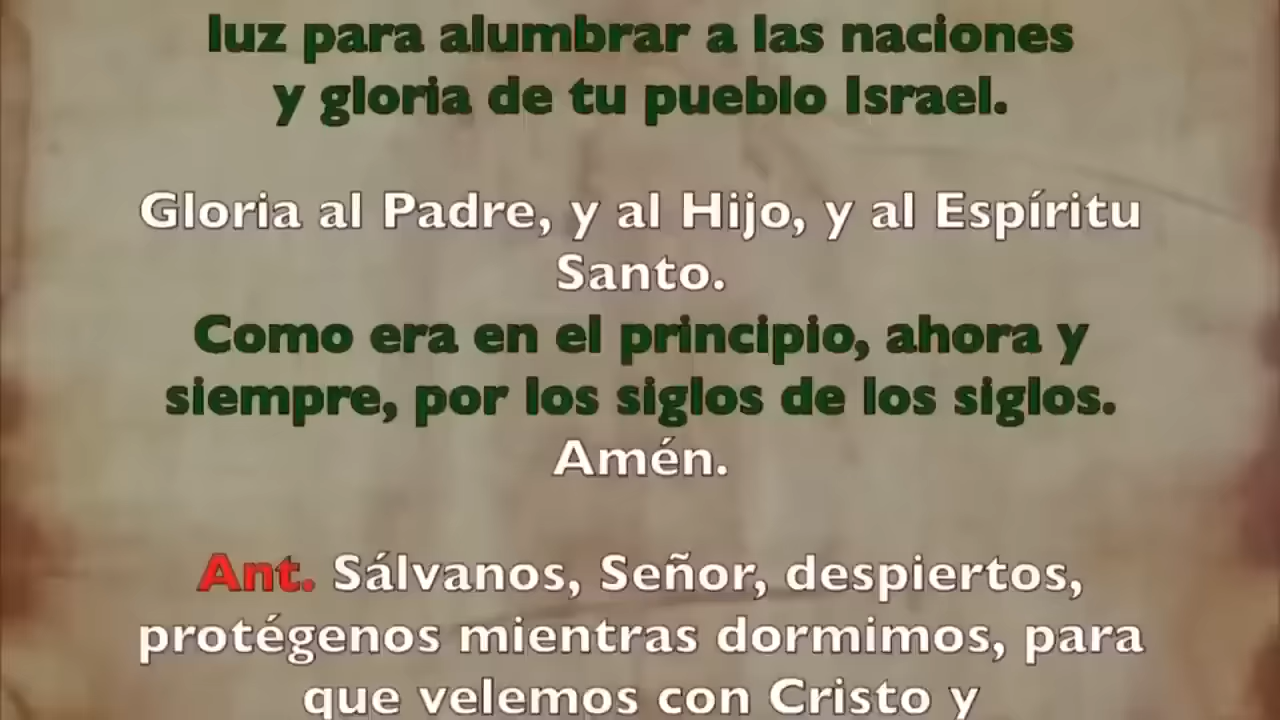 luz para alumbrar a las naciones
y gloria de tu pueblo Israel.
Gloria al Padre, y al Hijo, y al Espíritu
Santo.
Como era en el principio, ahora y
siempre, por los siglos de los siglos.
Amén.
Ant. Sálvanos, Señor, despiertos,
protégenos mientras dormimos, para
que velemos con Cristo y